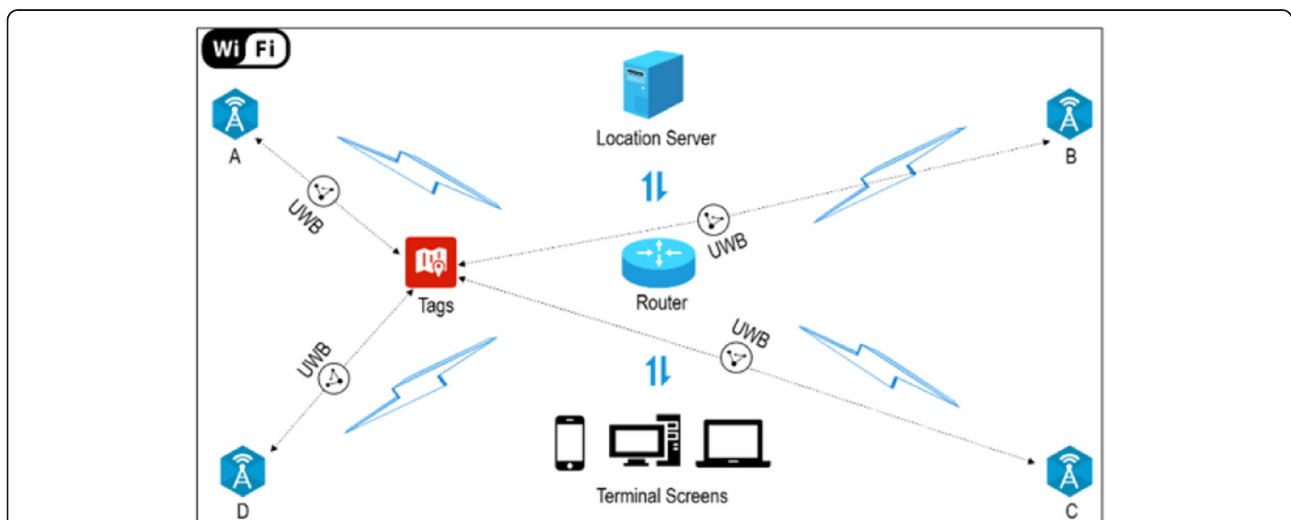 Wi Fi
Location Server
A
B
UWB
UWB
Tags
Router
UWB
UWB
Terminal Screens
D
C